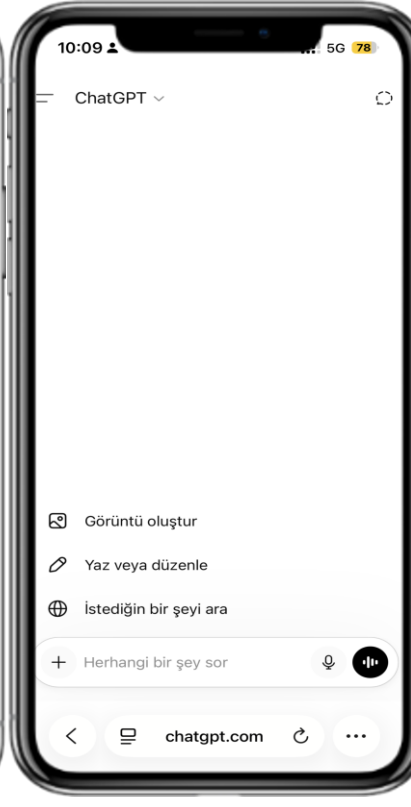 10:09
5G 78
ChatGPT
Görüntü oluştur
Yaz veya düzenle
İstediğin bir şeyi ara
Herhangi bir şey sor
chatgpt.com